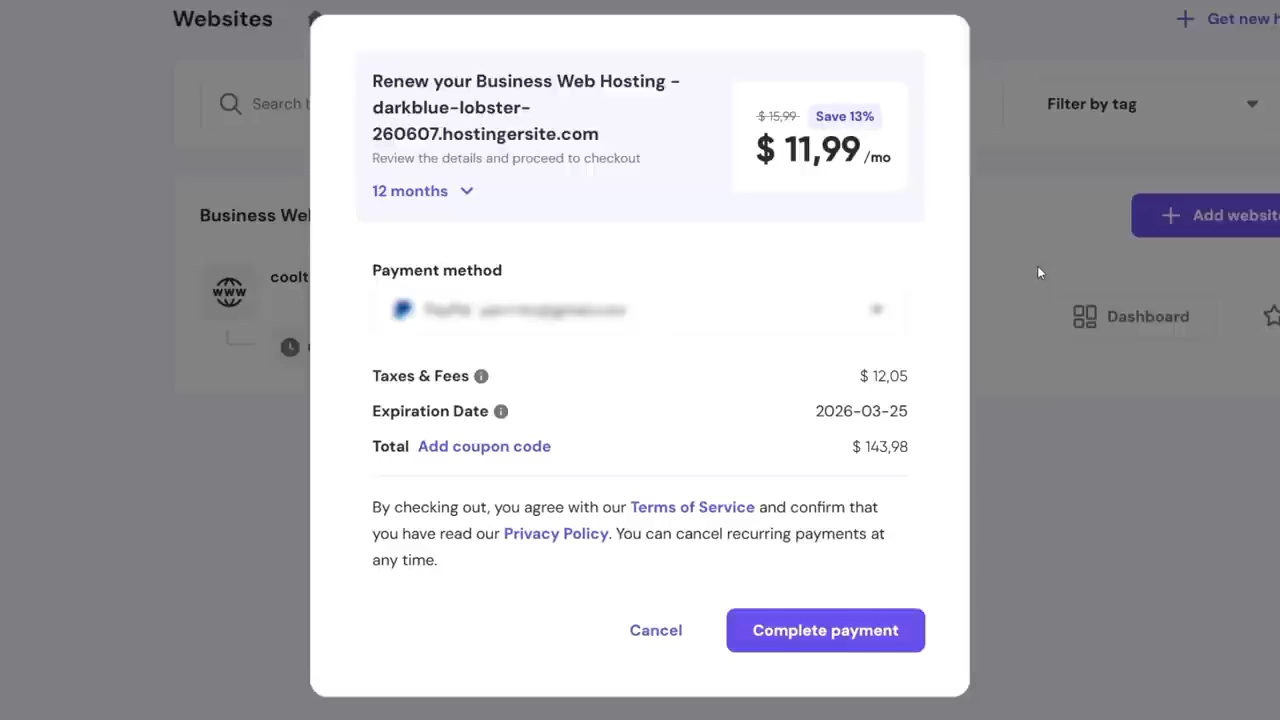 Websites
Get new h
Search b
Filter by tag
Business Wel
Add websit
coolt
www
Dashboard
Renew your Business Web Hosting -
darkblue-lobster-
260607.hostingersite.com
Review the details and proceed to checkout
12 months
$ 15,99 Save 13%
$ 11,99 /mo
Payment method
Taxes & Fees $ 12,05
Expiration Date 2026-03-25
Total Add coupon code $ 143,98
By checking out, you agree with our Terms of Service and confirm that
you have read our Privacy Policy. You can cancel recurring payments at
any time.
Cancel Complete payment